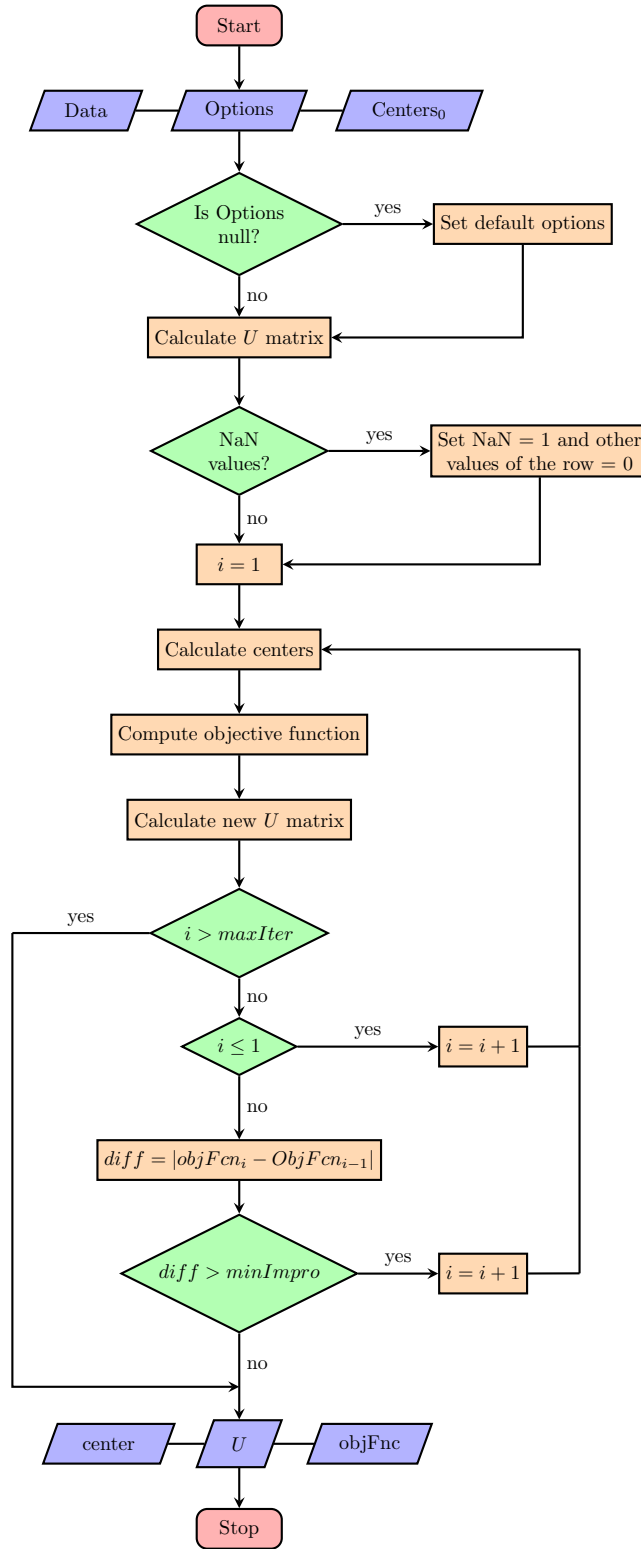 Start
Data
Options
Centers₀
Is Options
null?
yes
Set default options
no
Calculate U matrix
NaN
values?
yes
Set NaN = 1 and other
values of the row = 0
no
i = 1
Calculate centers
Compute objective function
Calculate new U matrix
yes
i > maxIter
no
i ≤ 1
yes
i = i + 1
no
diff = |objFcnᵢ − ObjFcnᵢ₋₁|
diff > minImpro
yes
i = i + 1
no
center
U
objFnc
Stop